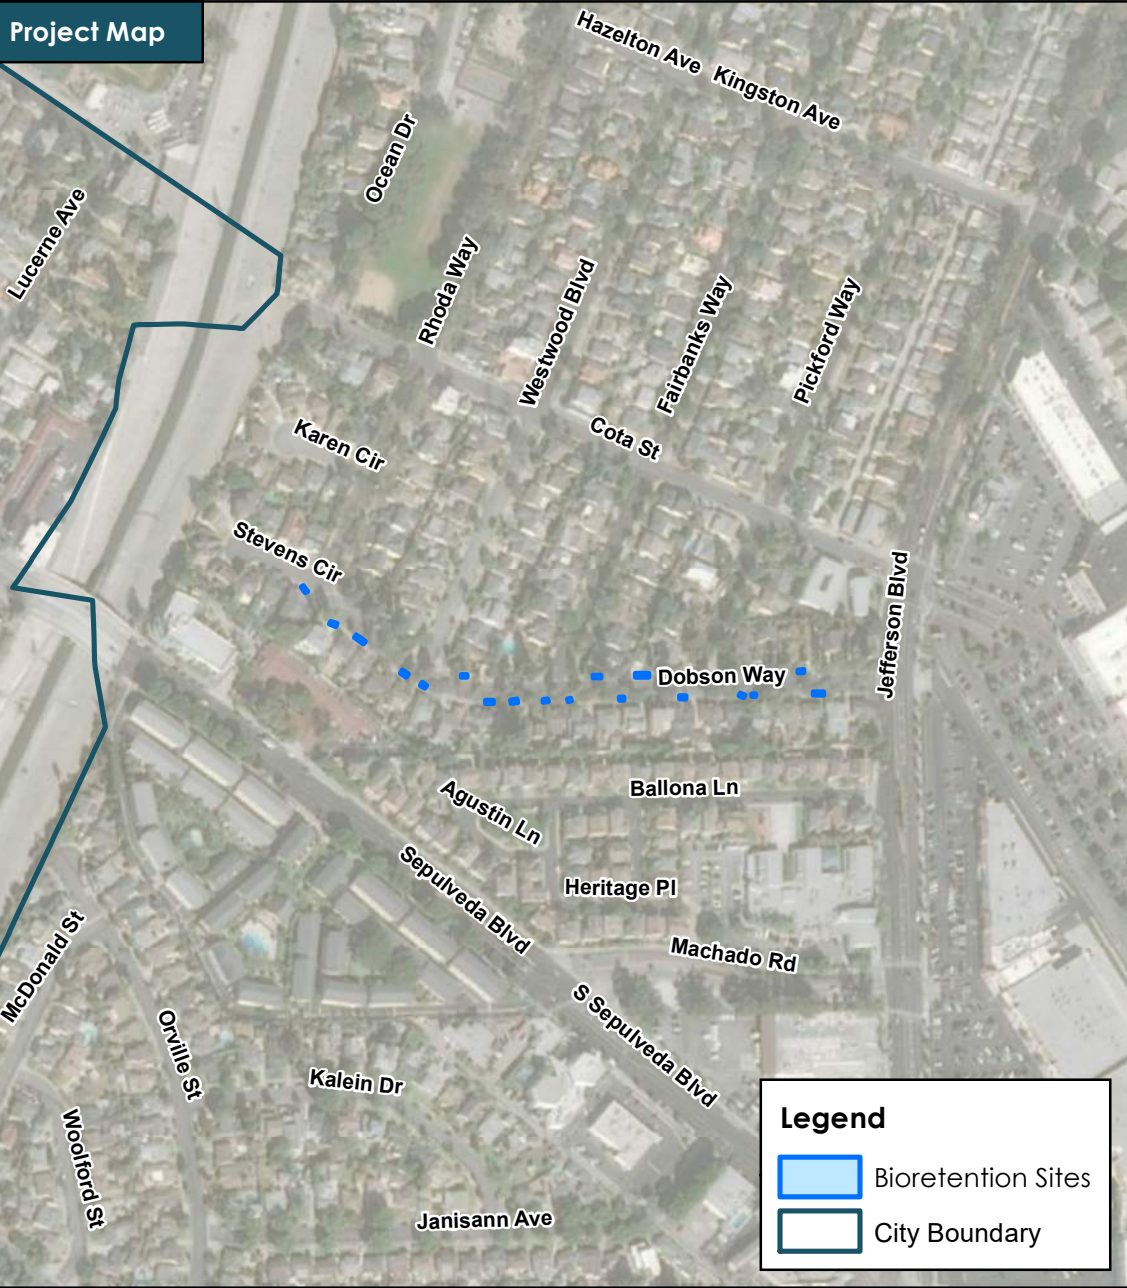 Project Map
Hazelton Ave
Kingston Ave
Ocean Dr
Lucerne Ave
Rhoda Way
Westwood Blvd
Fairbanks Way
Pickford Way
Karen Cir
Cota St
Stevens Cir
Jefferson Blvd
Dobson Way
Ballona Ln
Agustin Ln
Sepulveda Blvd
Heritage Pl
Machado Rd
McDonald St
S Sepulveda Blvd
Orville St
Kalein Dr
Woolford St
Janisann Ave
Legend
Bioretention Sites
City Boundary